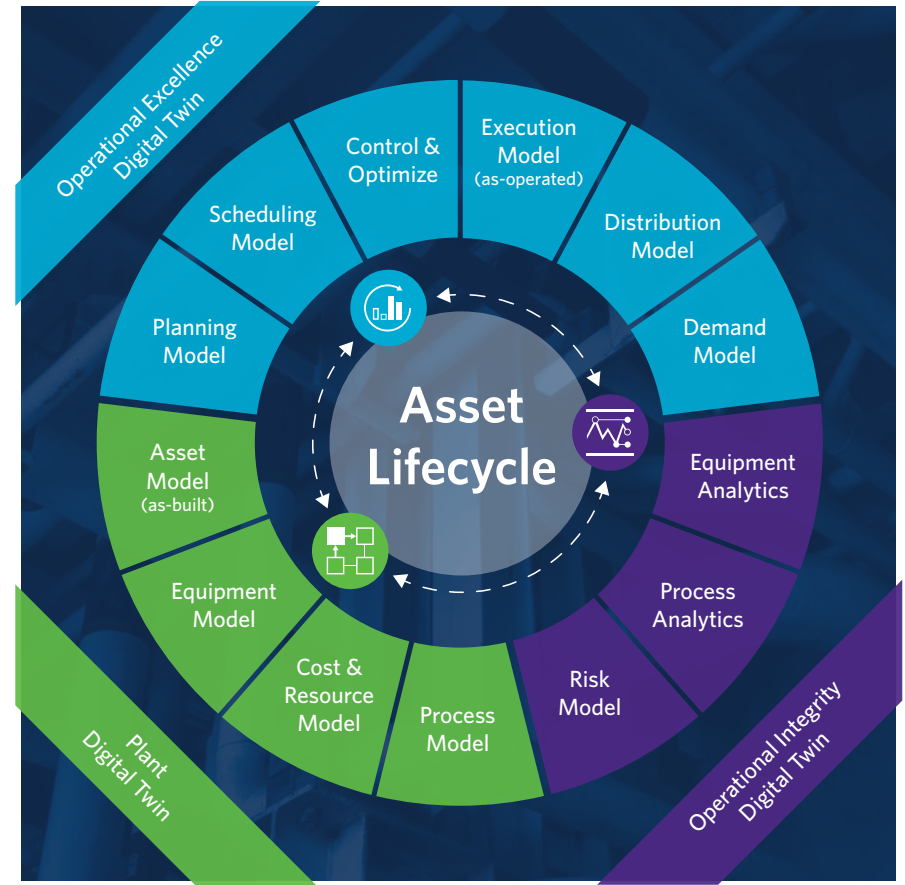 Operational Excellence
Digital Twin
Control &
Optimize
Execution
Model
(as-operated)
Scheduling
Model
Distribution
Model
Planning
Model
Demand
Model
Asset
Lifecycle
Asset
Model
(as-built)
Equipment
Analytics
Equipment
Model
Process
Analytics
Cost &
Resource
Model
Process
Model
Risk
Model
Plant
Digital Twin
Operational Integrity
Digital Twin